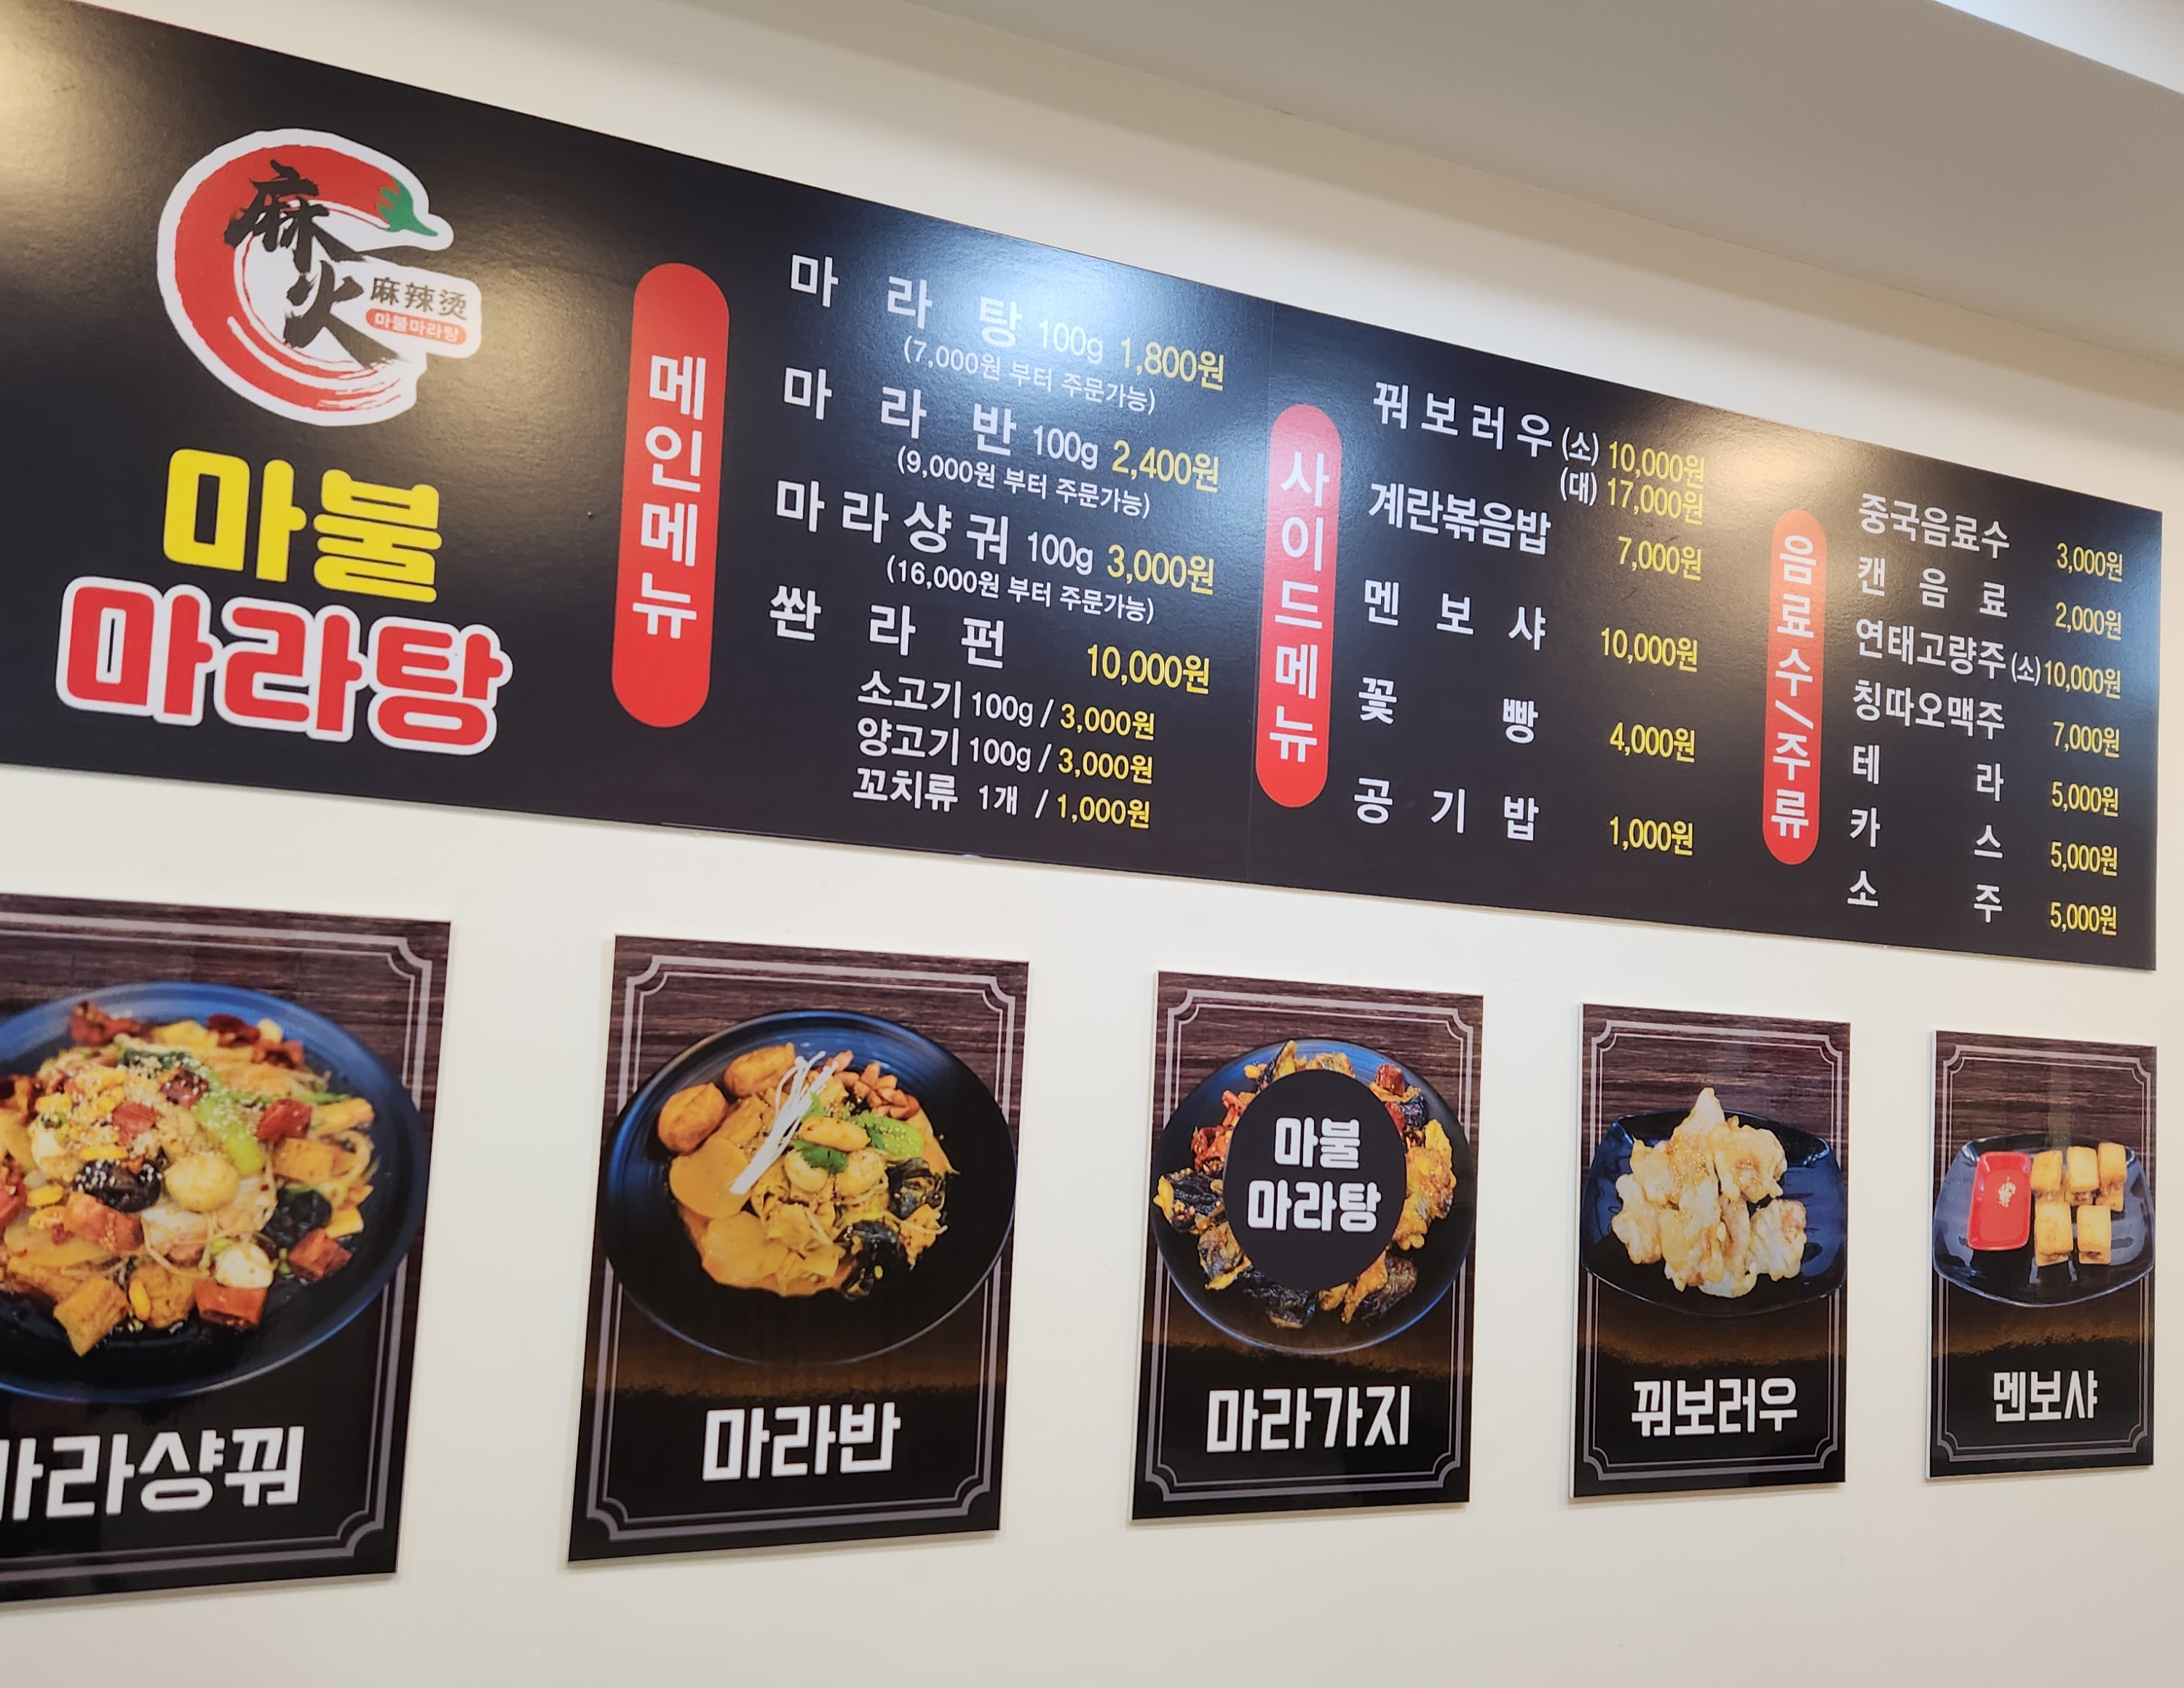 麻
火
麻辣烫
마불마라탕
마불
마라탕
메인메뉴
마라탕 100g 1,800원
(7,000원 부터 주문가능)
마라반 100g 2,400원
(9,000원 부터 주문가능)
마라샹궈 100g 3,000원
(16,000원 부터 주문가능)
쏸라펀 10,000원
소고기 100g / 3,000원
양고기 100g / 3,000원
꼬치류 1개 / 1,000원
사이드메뉴
꿔보러우 (소) 10,000원
(대) 17,000원
계란볶음밥 7,000원
멘보샤 10,000원
꽃빵 4,000원
공기밥 1,000원
음료수/주류
중국음료수 3,000원
캔음료 2,000원
연태고량주 (소) 10,000원
칭따오맥주 7,000원
테라 5,000원
카스 5,000원
소주 5,000원
마라샹꿔
마라반
마불
마라탕
마라가지
꿔보러우
멘보샤